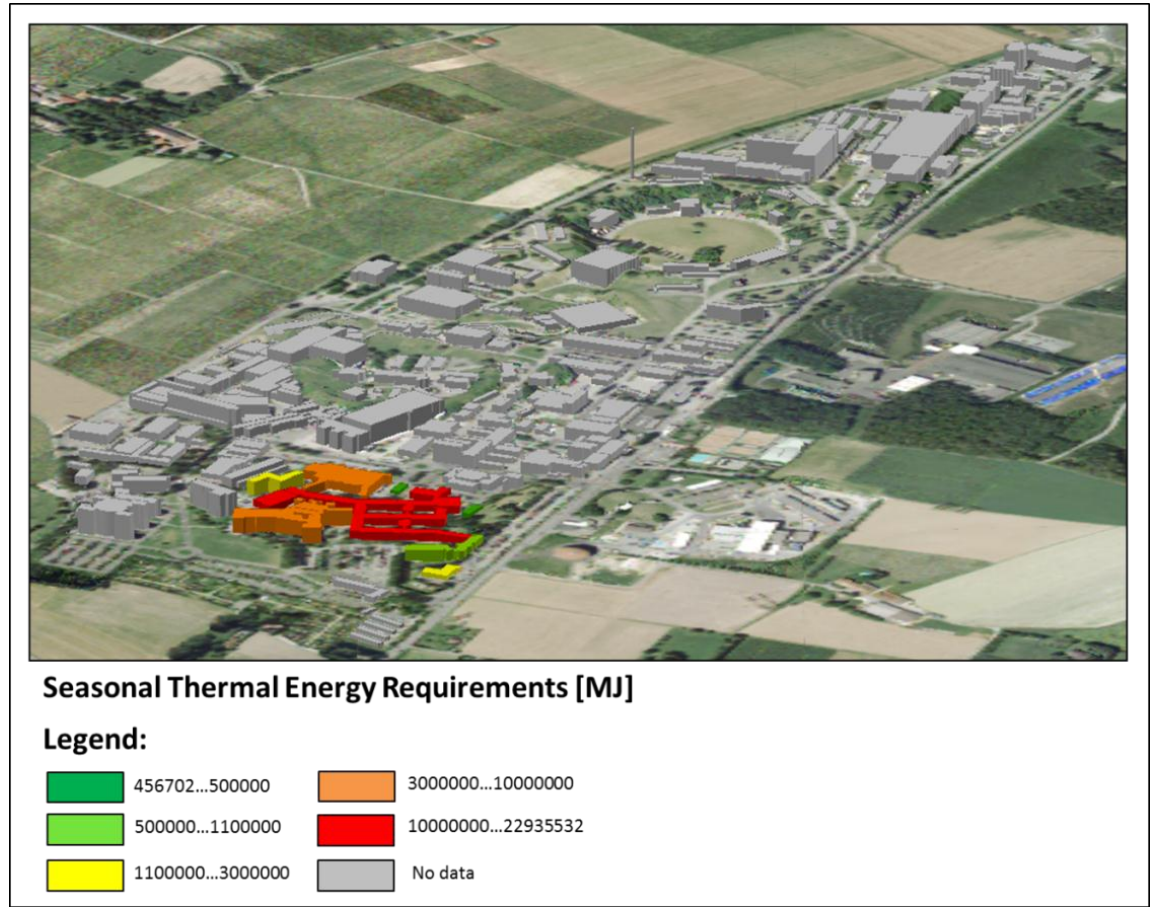 Seasonal Thermal Energy Requirements [MJ]
Legend:
456702...500000
3000000...10000000
500000...1100000
10000000...22935532
1100000...3000000
No data